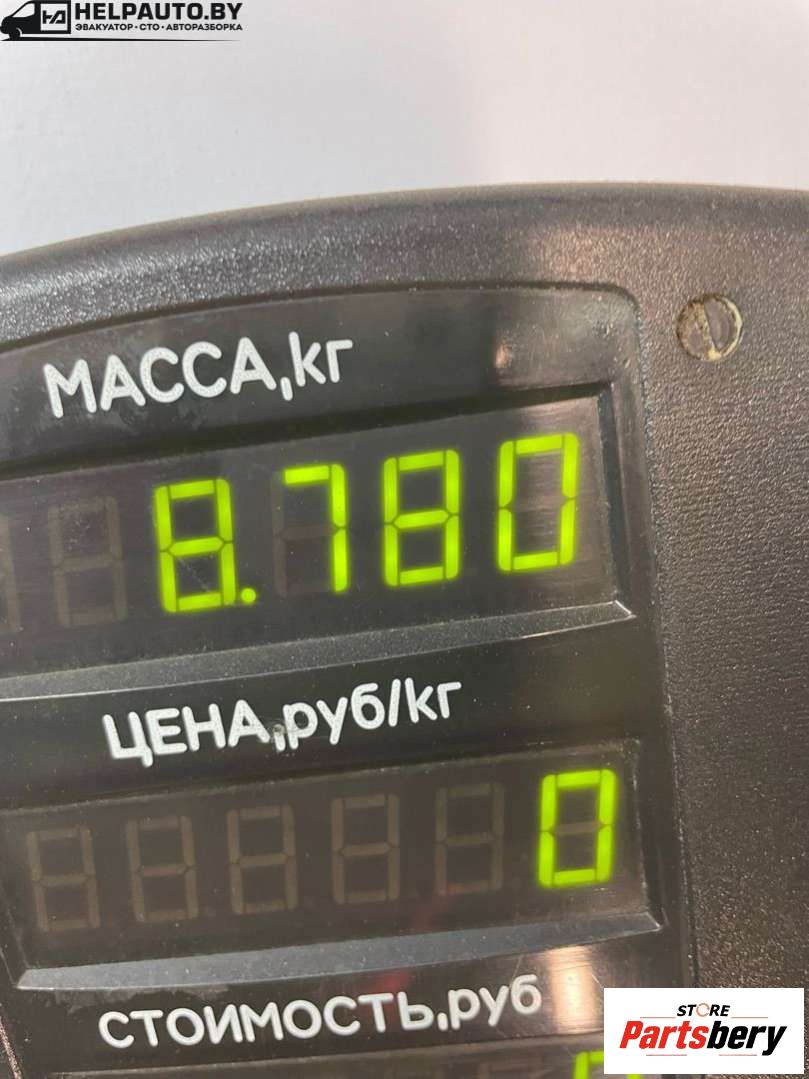 HELPAUTO.BY
ЭВАКУАТОР·СТО·АВТОРАЗБОРКА
МАССА,кг
8.780
ЦЕНА,руб/кг
0
СТОИМОСТЬ,руб
STORE
Partsbery